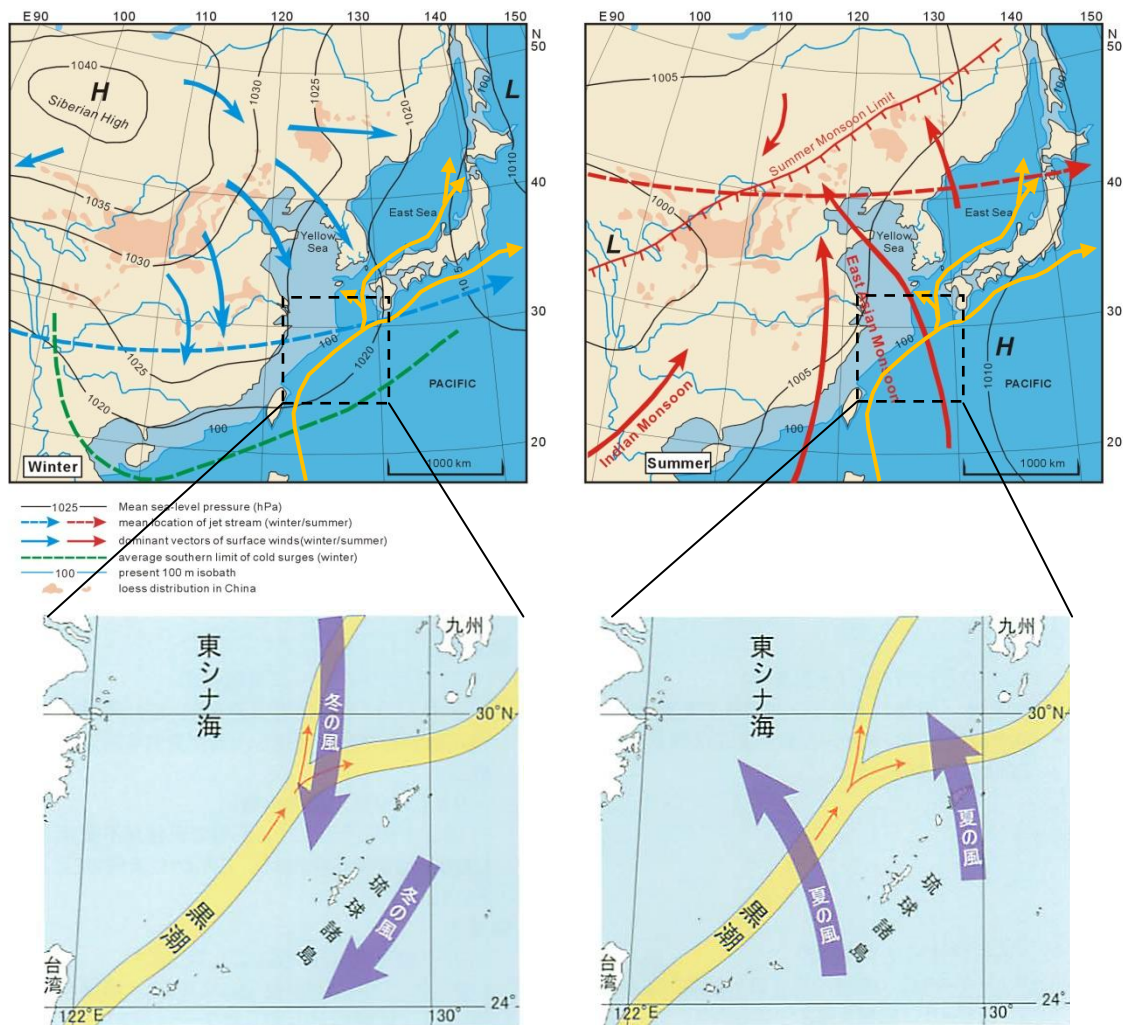 E90 100 110 120 130 140 150
N
50
40
30
20
1040
H
Siberian High
1030
1025
1020
L
100
1010
1035
1030
1025
1020
1015
1020
100
100
East Sea
Yellow Sea
PACIFIC
1000 km
Winter
E90 100 110 120 130 140 150
N
50
40
30
20
1005
1000
L
Summer Monsoon Limit
100
East Sea
Yellow Sea
East Asian Monsoon
Indian Monsoon
1005
100
100
H
1010
PACIFIC
1000 km
Summer
1025 Mean sea-level pressure (hPa)
mean location of jet stream (winter/summer)
dominant vectors of surface winds(winter/summer)
average southern limit of cold surges (winter)
100 present 100 m isobath
loess distribution in China
九州
東シナ海
冬の風
30°N
冬の風
琉球諸島
黒潮
台湾
122°E
130°
24°
九州
東シナ海
30°N
夏の風
夏の風
琉球諸島
黒潮
台湾
122°E
130°
24°